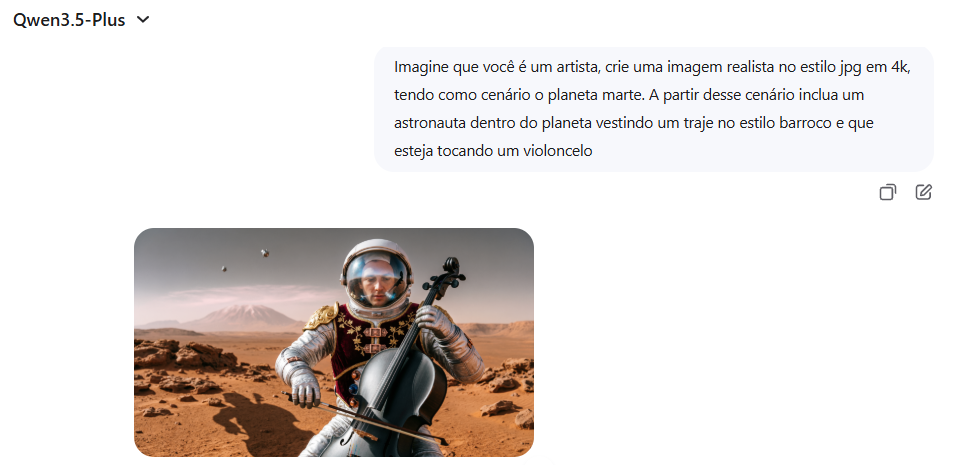 Qwen3.5-Plus
Imagine que você é um artista, crie uma imagem realista no estilo jpg em 4k,
tendo como cenário o planeta marte. A partir desse cenário inclua um
astronauta dentro do planeta vestindo um traje no estilo barroco e que
esteja tocando um violoncelo